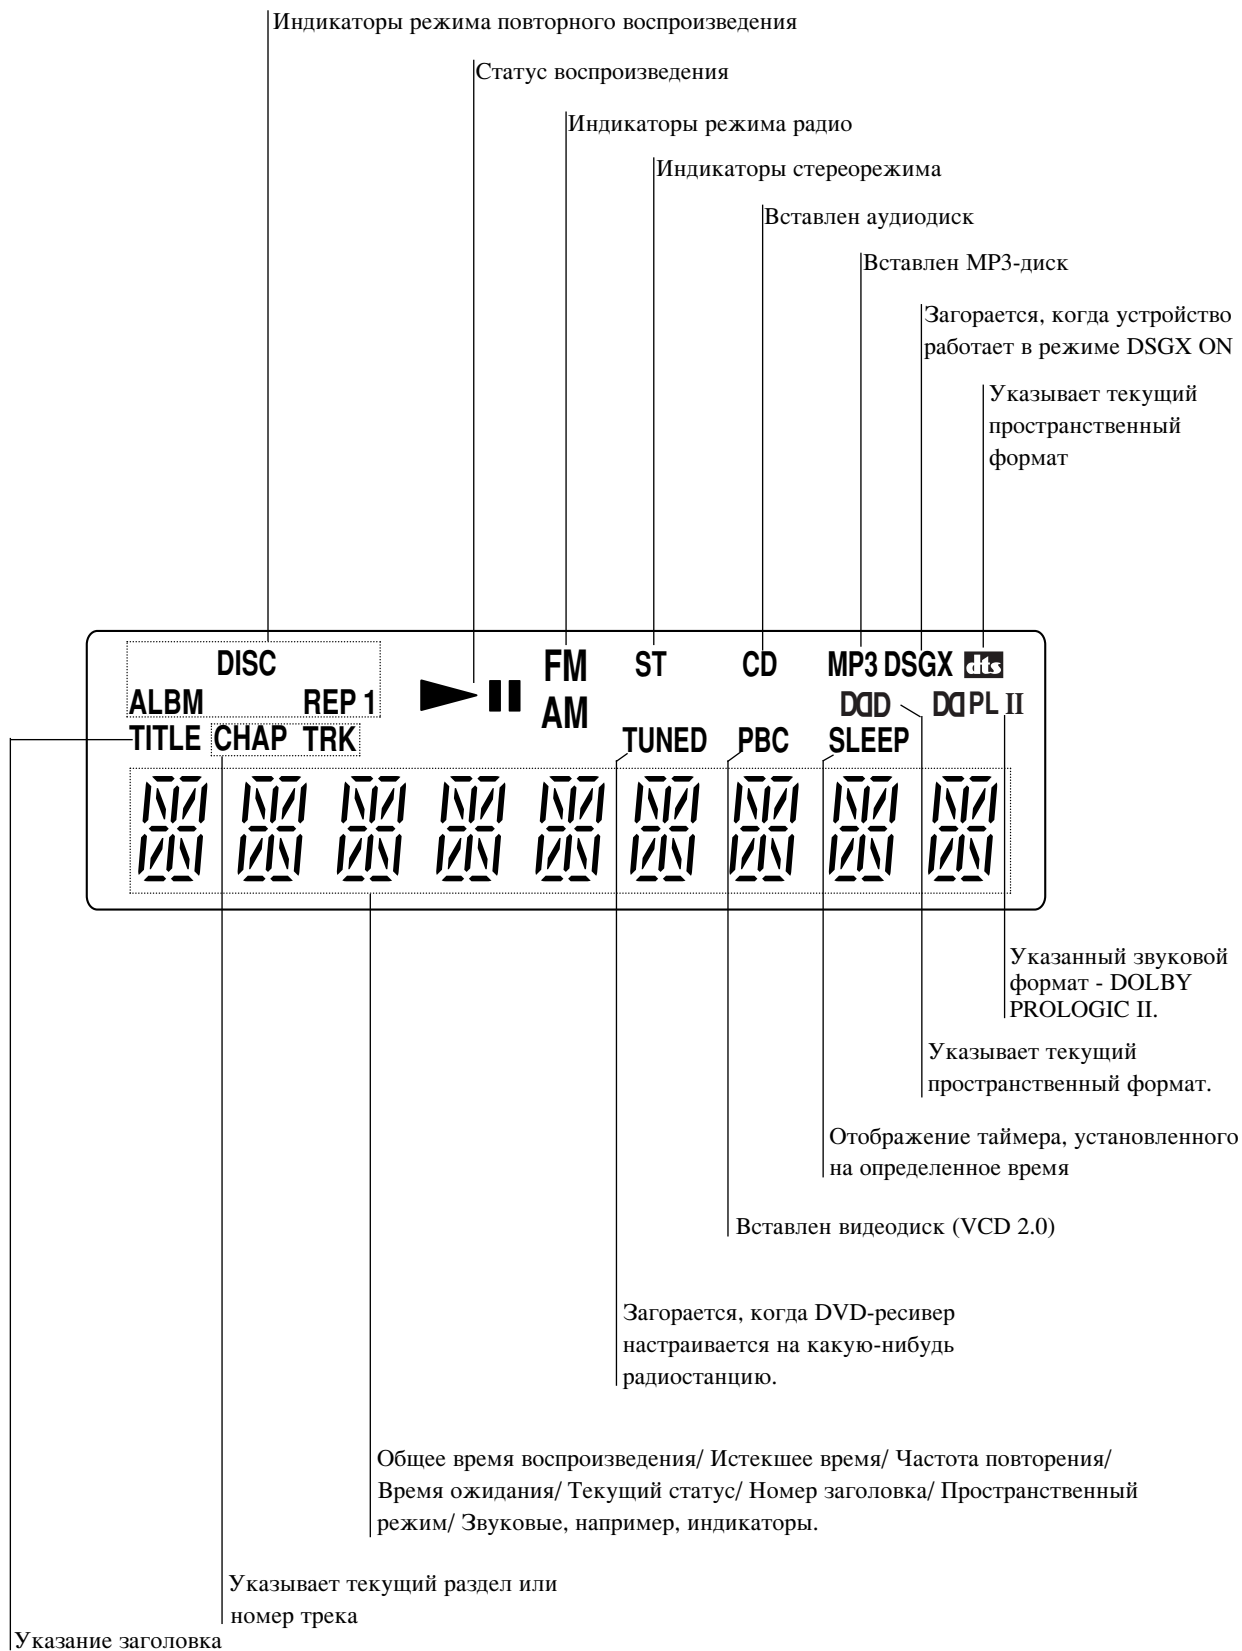 Индикаторы режима повторного воспроизведения
Статус воспроизведения
Индикаторы режима радио
Индикаторы стереорежима
Вставлен аудиодиск
Вставлен MP3-диск
Загорается, когда устройство
работает в режиме DSGX ON
Указывает текущий
пространственный
формат
DISC
FM
ST
CD
MP3 DSGX dts
ALBM
REP 1
AM
PL II
TITLE CHAP TRK
TUNED
PBC
SLEEP
Указанный звуковой
формат - DOLBY
PROLOGIC II.
Указывает текущий
пространственный формат.
Отображение таймера, установленного
на определенное время
Вставлен видеодиск (VCD 2.0)
Загорается, когда DVD-ресивер
настраивается на какую-нибудь
радиостанцию.
Общее время воспроизведения/ Истекшее время/ Частота повторения/
Время ожидания/ Текущий статус/ Номер заголовка/ Пространственный
режим/ Звуковые, например, индикаторы.
Указывает текущий раздел или
номер трека
Указание заголовка